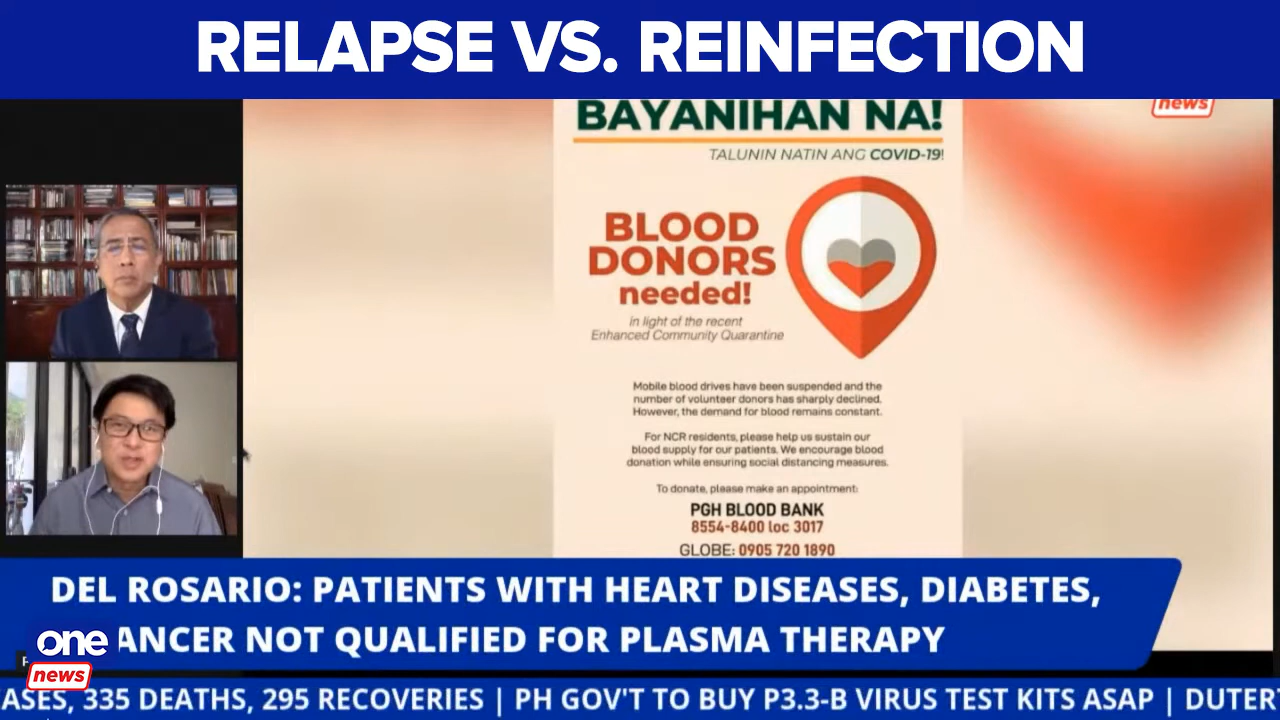 RELAPSE VS. REINFECTION
news
BAYANIHAN NA!
TALUNIN NATIN ANG COVID-19!
BLOOD
DONORS
needed!
in light of the recent
Enhanced Community Quarantine
Mobile blood drives have been suspended and the
number of volunteer donors has sharply declined.
However, the demand for blood remains constant.
For NCR residents, please help us sustain our
blood supply for our patients. We encourage blood
donation while ensuring social distancing measures.
To donate, please make an appointment:
PGH BLOOD BANK
8554-8400 loc 3017
GLOBE: 0905 720 1890
DEL ROSARIO: PATIENTS WITH HEART DISEASES, DIABETES,
ANCER NOT QUALIFIED FOR PLASMA THERAPY
one
news
ASES, 335 DEATHS, 295 RECOVERIES | PH GOV'T TO BUY P3.3-B VIRUS TEST KITS ASAP | DUTER